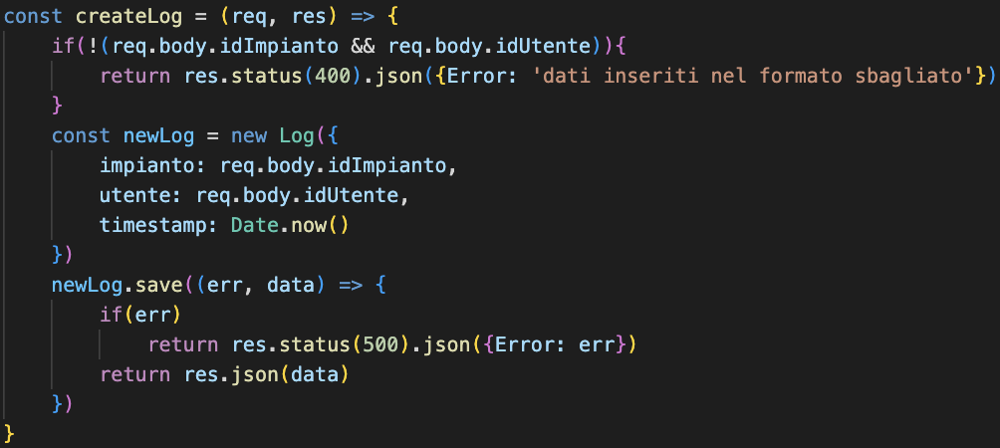 const createLog = (req, res) => {
    if(!(req.body.idImpianto && req.body.idUtente)){
        return res.status(400).json({Error: 'dati inseriti nel formato sbagliato'})
    }
    const newLog = new Log({
        impianto: req.body.idImpianto,
        utente: req.body.idUtente,
        timestamp: Date.now()
    })
    newLog.save((err, data) => {
        if(err)
            return res.status(500).json({Error: err})
        return res.json(data)
    })
}